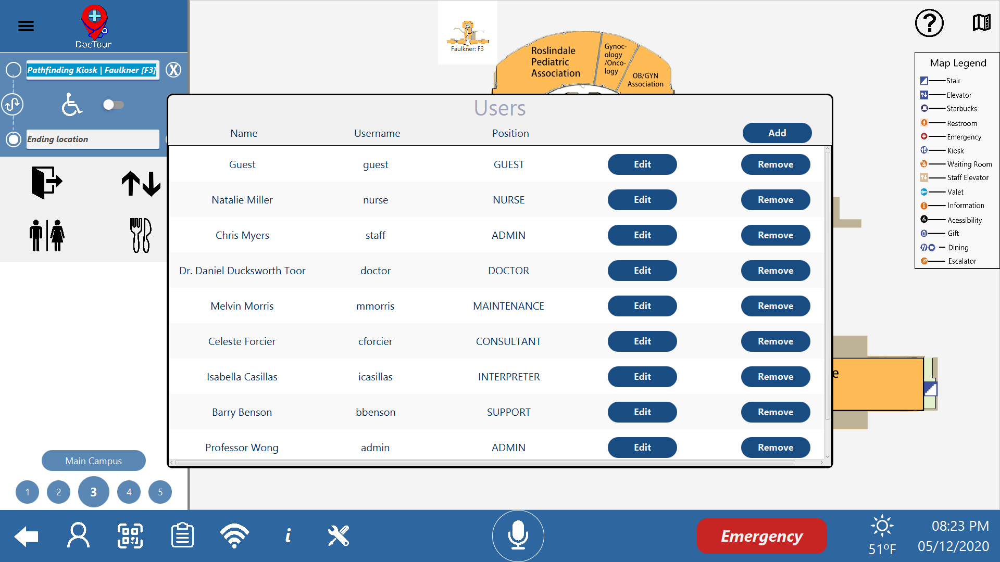 DocTour
Pathfinding Kiosk | Faulkner [F3]
X
Ending location
Main Campus
1 2 3 4 5
Faulkner: F3
Roslindale
Pediatric
Association
Gynoc-
ology
/Onco-
logy
OB/GYN
Association
?
Map Legend
Stair
Elevator
Starbucks
Restroom
Emergency
Kiosk
Waiting Room
Staff Elevator
Valet
Information
Acessibility
Gift
Dining
Escalator
Users
Name Username Position Add
Guest guest GUEST Edit Remove
Natalie Miller nurse NURSE Edit Remove
Chris Myers staff ADMIN Edit Remove
Dr. Daniel Ducksworth Toor doctor DOCTOR Edit Remove
Melvin Morris mmorris MAINTENANCE Edit Remove
Celeste Forcier cforcier CONSULTANT Edit Remove
Isabella Casillas icasillas INTERPRETER Edit Remove
Barry Benson bbenson SUPPORT Edit Remove
Professor Wong admin ADMIN Edit Remove
e
i
Emergency
51ºF
08:23 PM
05/12/2020